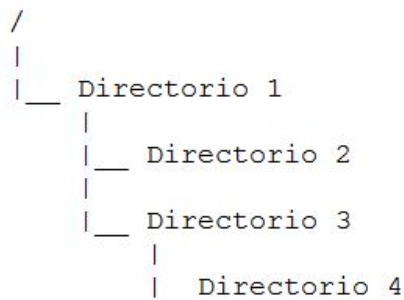 /
|
|__ Directorio 1
|
|__ Directorio 2
|
|__ Directorio 3
|
| Directorio 4